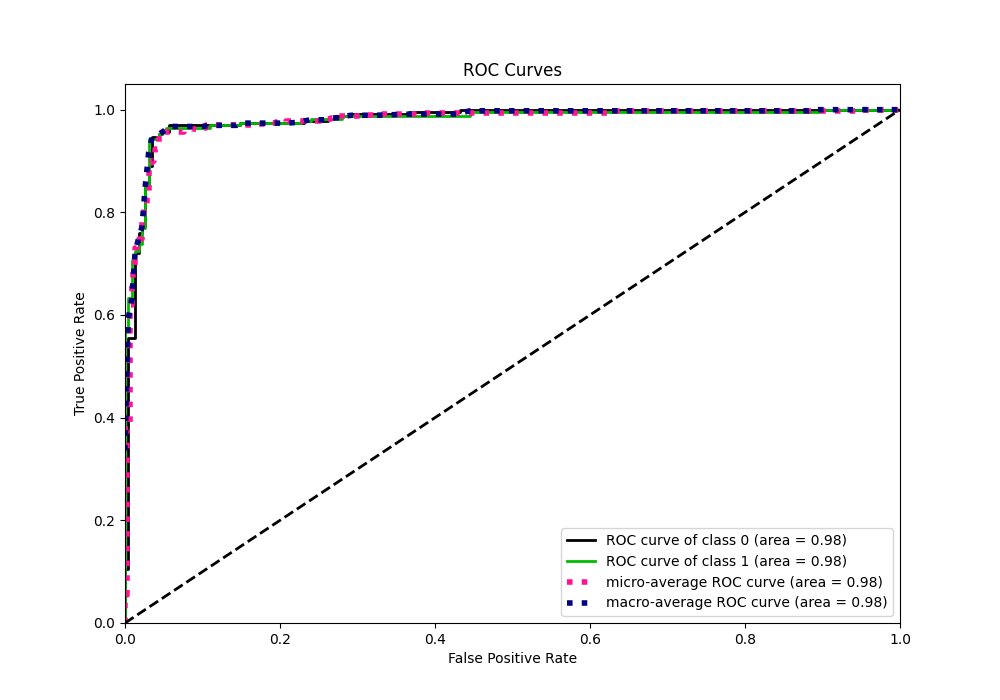 ROC Curves
True Positive Rate
1.0
0.8
0.6
0.4
0.2
0.0
ROC curve of class 0 (area = 0.98)
ROC curve of class 1 (area = 0.98)
micro-average ROC curve (area = 0.98)
macro-average ROC curve (area = 0.98)
0.0 0.2 0.4 0.6 0.8 1.0
False Positive Rate